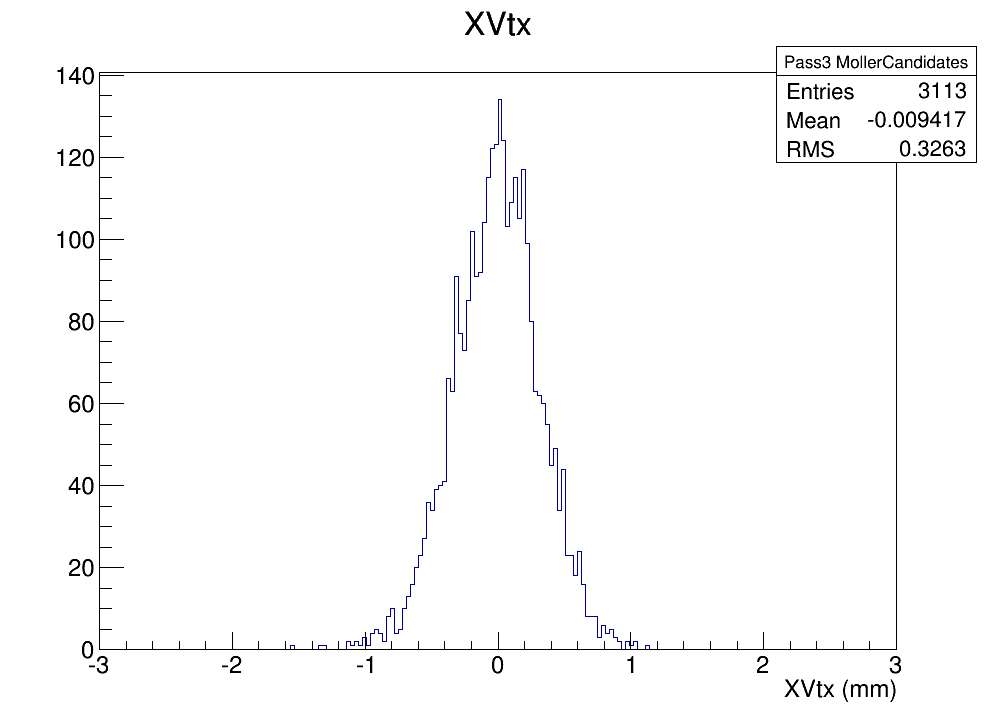 XVtx
Pass3 MollerCandidates
Entries 3113
Mean -0.009417
RMS 0.3263
140
120
100
80
60
40
20
0
-3 -2 -1 0 1 2 3
XVtx (mm)